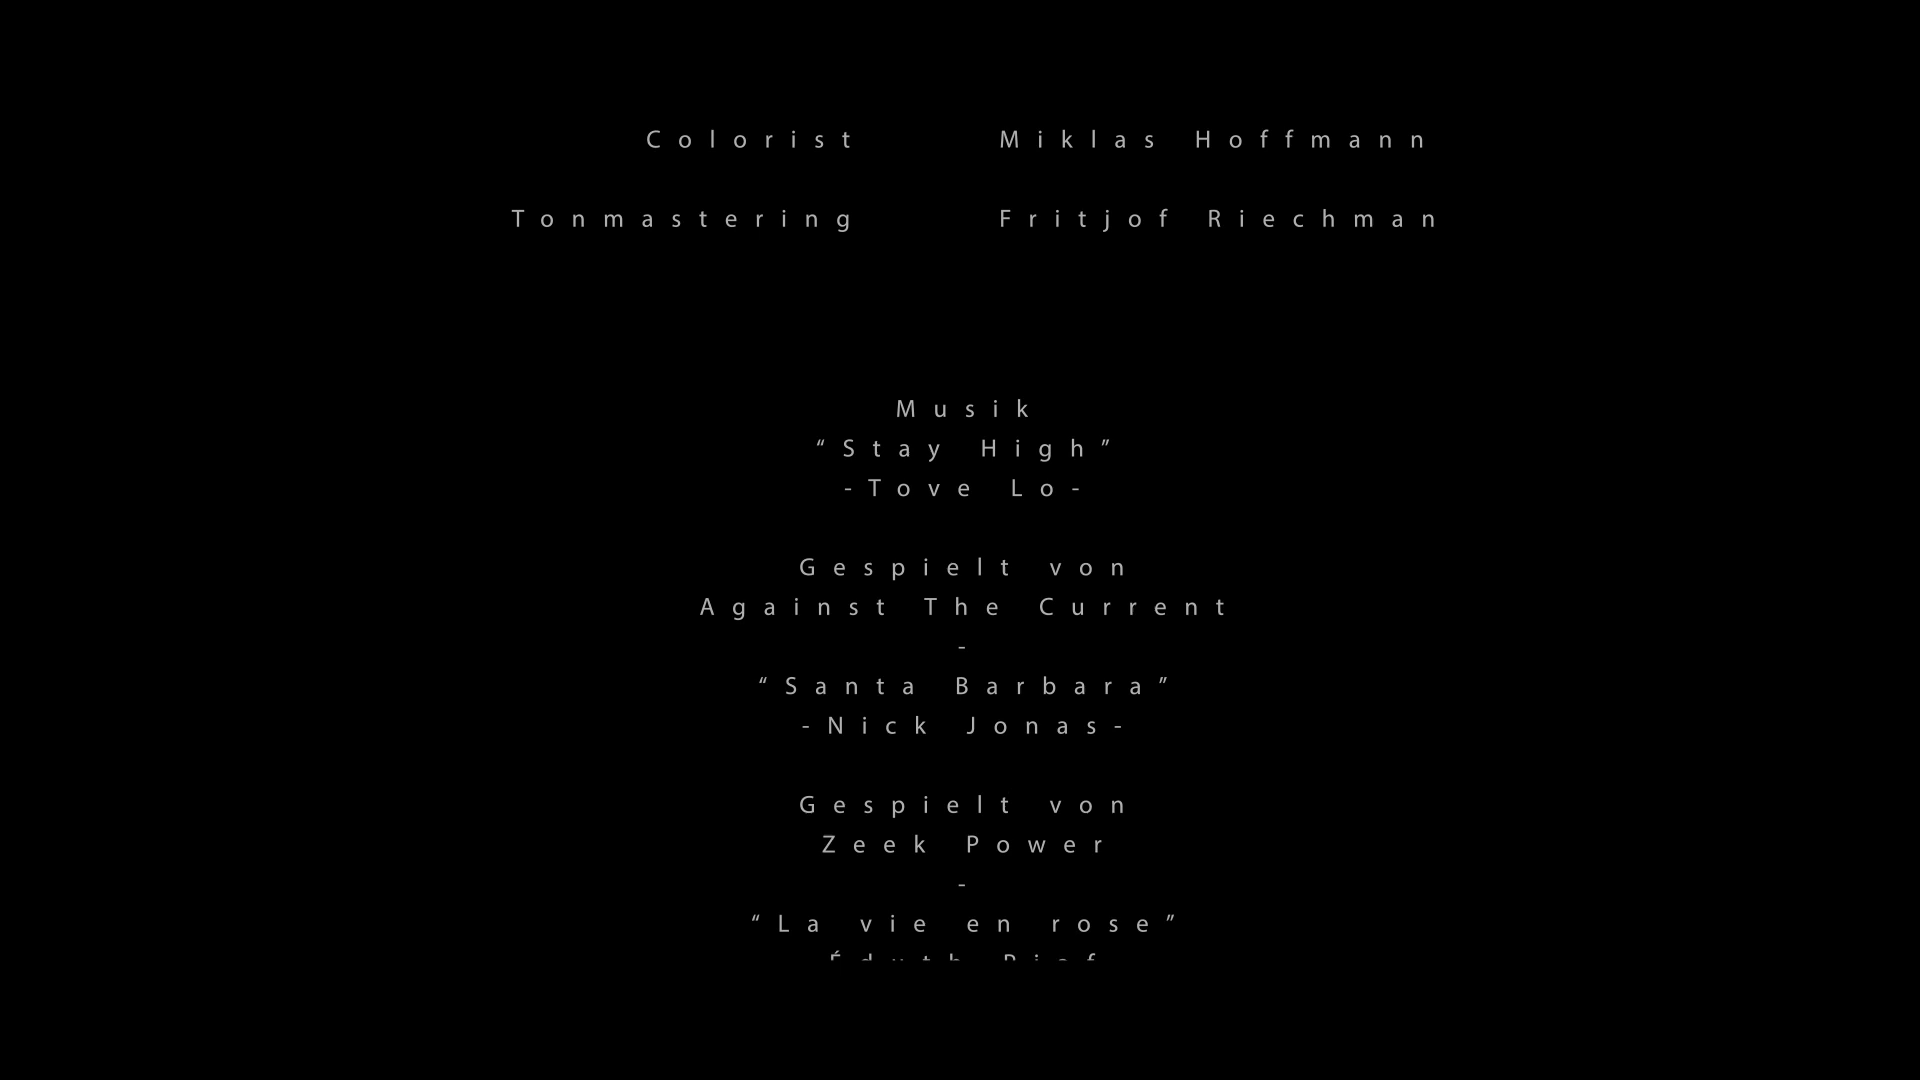 Colorist Miklas Hoffmann
Tonmastering Fritjof Riechman
Musik
“Stay High”
-Tove Lo-
Gespielt von
Against The Current
-
“Santa Barbara”
-Nick Jonas-
Gespielt von
Zeek Power
-
“La vie en rose”